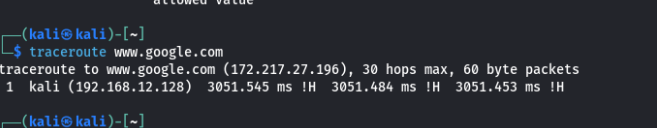 allowed value
┌──(kali㉿kali)-[~]
└─$ traceroute www.google.com
traceroute to www.google.com (172.217.27.196), 30 hops max, 60 byte packets
 1  kali (192.168.12.128)  3051.545 ms !H  3051.484 ms !H  3051.453 ms !H
┌──(kali㉿kali)-[~]